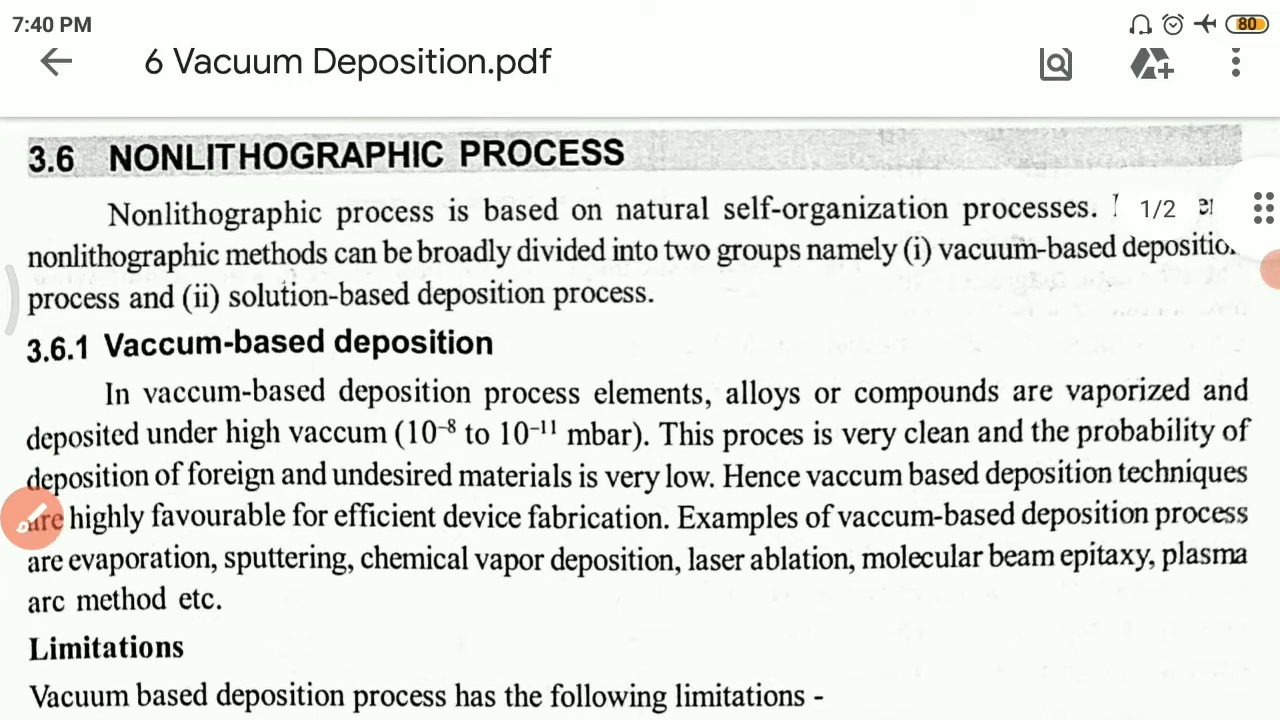 7:40 PM
80
6 Vacuum Deposition.pdf
3.6 NONLITHOGRAPHIC PROCESS
Nonlithographic process is based on natural self-organization processes.
1/2
nonlithographic methods can be broadly divided into two groups namely (i) vacuum-based depositio
process and (ii) solution-based deposition process.
3.6.1 Vaccum-based deposition
In vaccum-based deposition process elements, alloys or compounds are vaporized and
deposited under high vaccum (10⁻⁸ to 10⁻¹¹ mbar). This proces is very clean and the probability of
deposition of foreign and undesired materials is very low. Hence vaccum based deposition techniques
are highly favourable for efficient device fabrication. Examples of vaccum-based deposition process
are evaporation, sputtering, chemical vapor deposition, laser ablation, molecular beam epitaxy, plasma
arc method etc.
Limitations
Vacuum based deposition process has the following limitations -